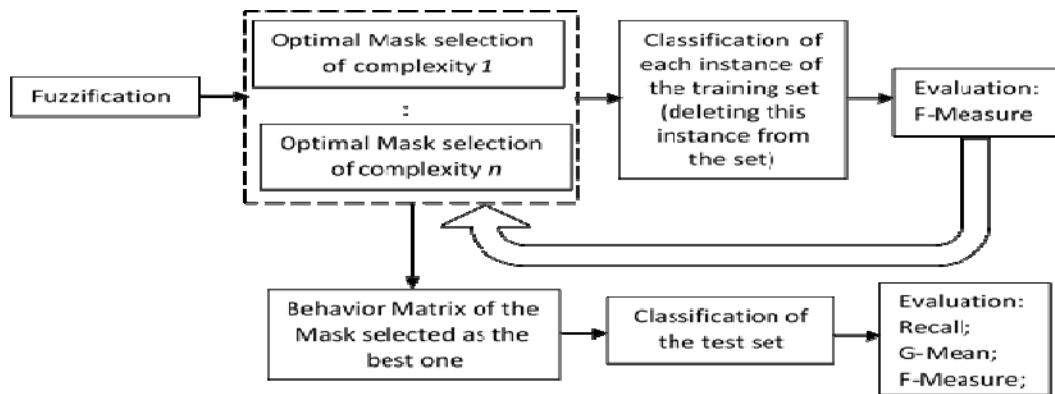 Fuzzification
Optimal Mask selection
of complexity 1
:
Optimal Mask selection
of complexity n
Classification of
each instance of
the training set
(deleting this
instance from
the set)
Evaluation:
F-Measure
Behavior Matrix of the
Mask selected as the
best one
Classification of
the test set
Evaluation:
Recall;
G-Mean;
F-Measure;